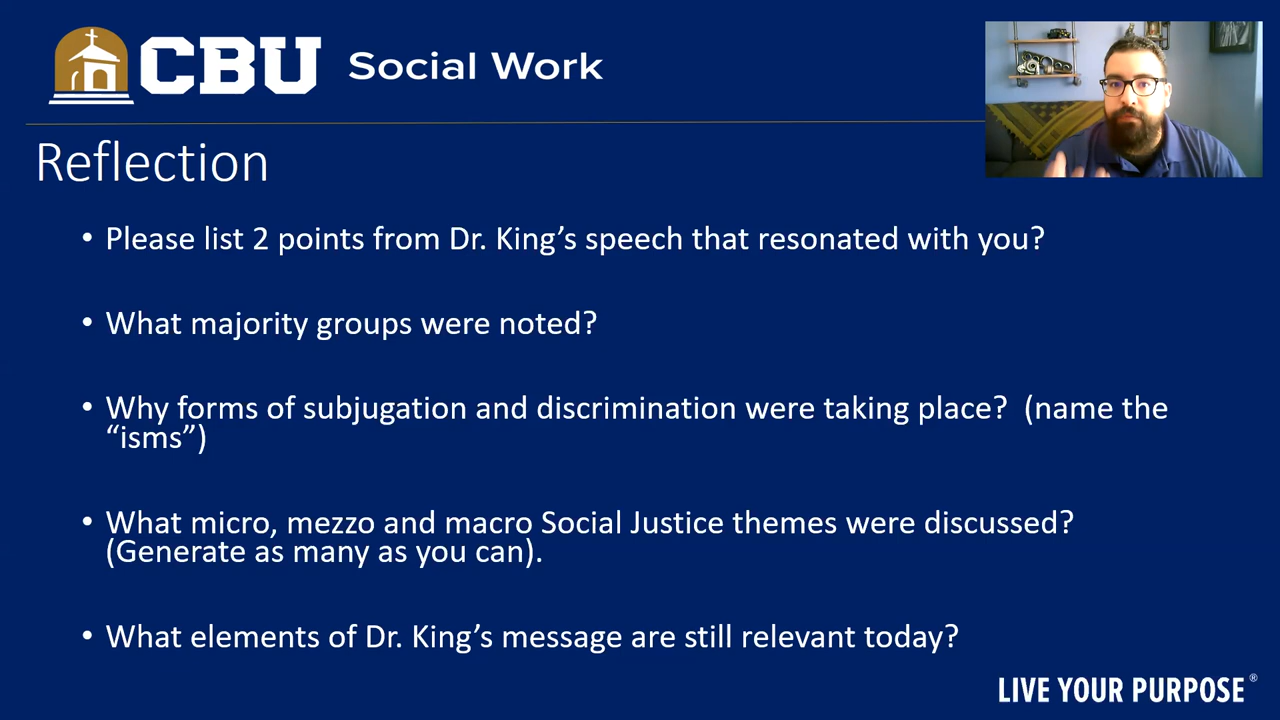 CBU Social Work
Reflection
• Please list 2 points from Dr. King’s speech that resonated with you?
• What majority groups were noted?
• Why forms of subjugation and discrimination were taking place?  (name the
“isms”)
• What micro, mezzo and macro Social Justice themes were discussed?
(Generate as many as you can).
• What elements of Dr. King’s message are still relevant today?
LIVE YOUR PURPOSE®